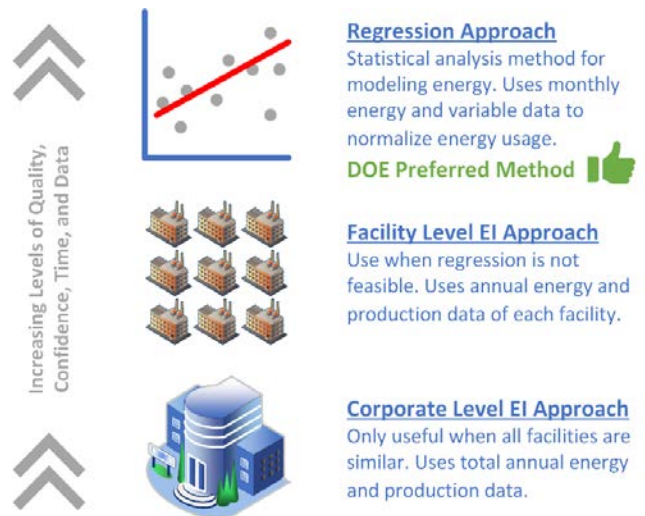 Increasing Levels of Quality,
Confidence, Time, and Data
Regression Approach
Statistical analysis method for
modeling energy. Uses monthly
energy and variable data to
normalize energy usage.
DOE Preferred Method
Facility Level EI Approach
Use when regression is not
feasible. Uses annual energy and
production data of each facility.
Corporate Level EI Approach
Only useful when all facilities are
similar. Uses total annual energy
and production data.